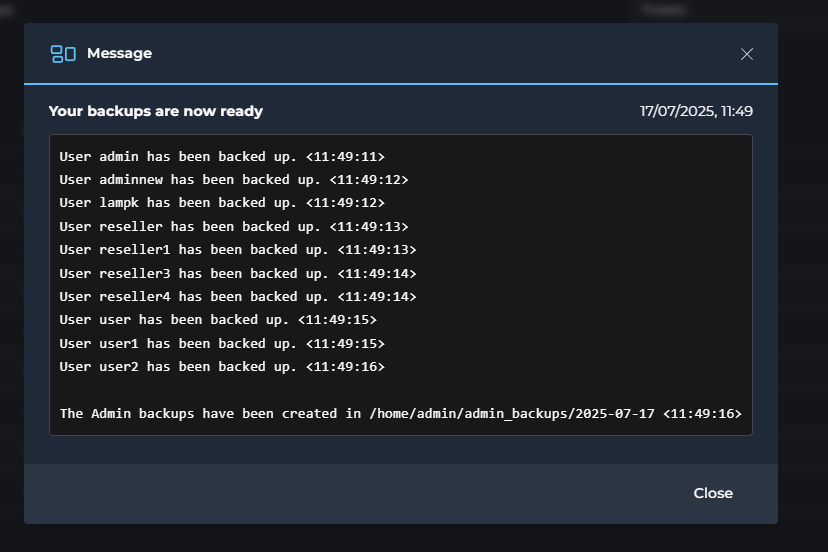 Message
Your backups are now ready
17/07/2025, 11:49
User admin has been backed up. <11:49:11>
User adminnew has been backed up. <11:49:12>
User lampk has been backed up. <11:49:12>
User reseller has been backed up. <11:49:13>
User reseller1 has been backed up. <11:49:13>
User reseller3 has been backed up. <11:49:14>
User reseller4 has been backed up. <11:49:14>
User user has been backed up. <11:49:15>
User user1 has been backed up. <11:49:15>
User user2 has been backed up. <11:49:16>
The Admin backups have been created in /home/admin/admin_backups/2025-07-17 <11:49:16>
Close